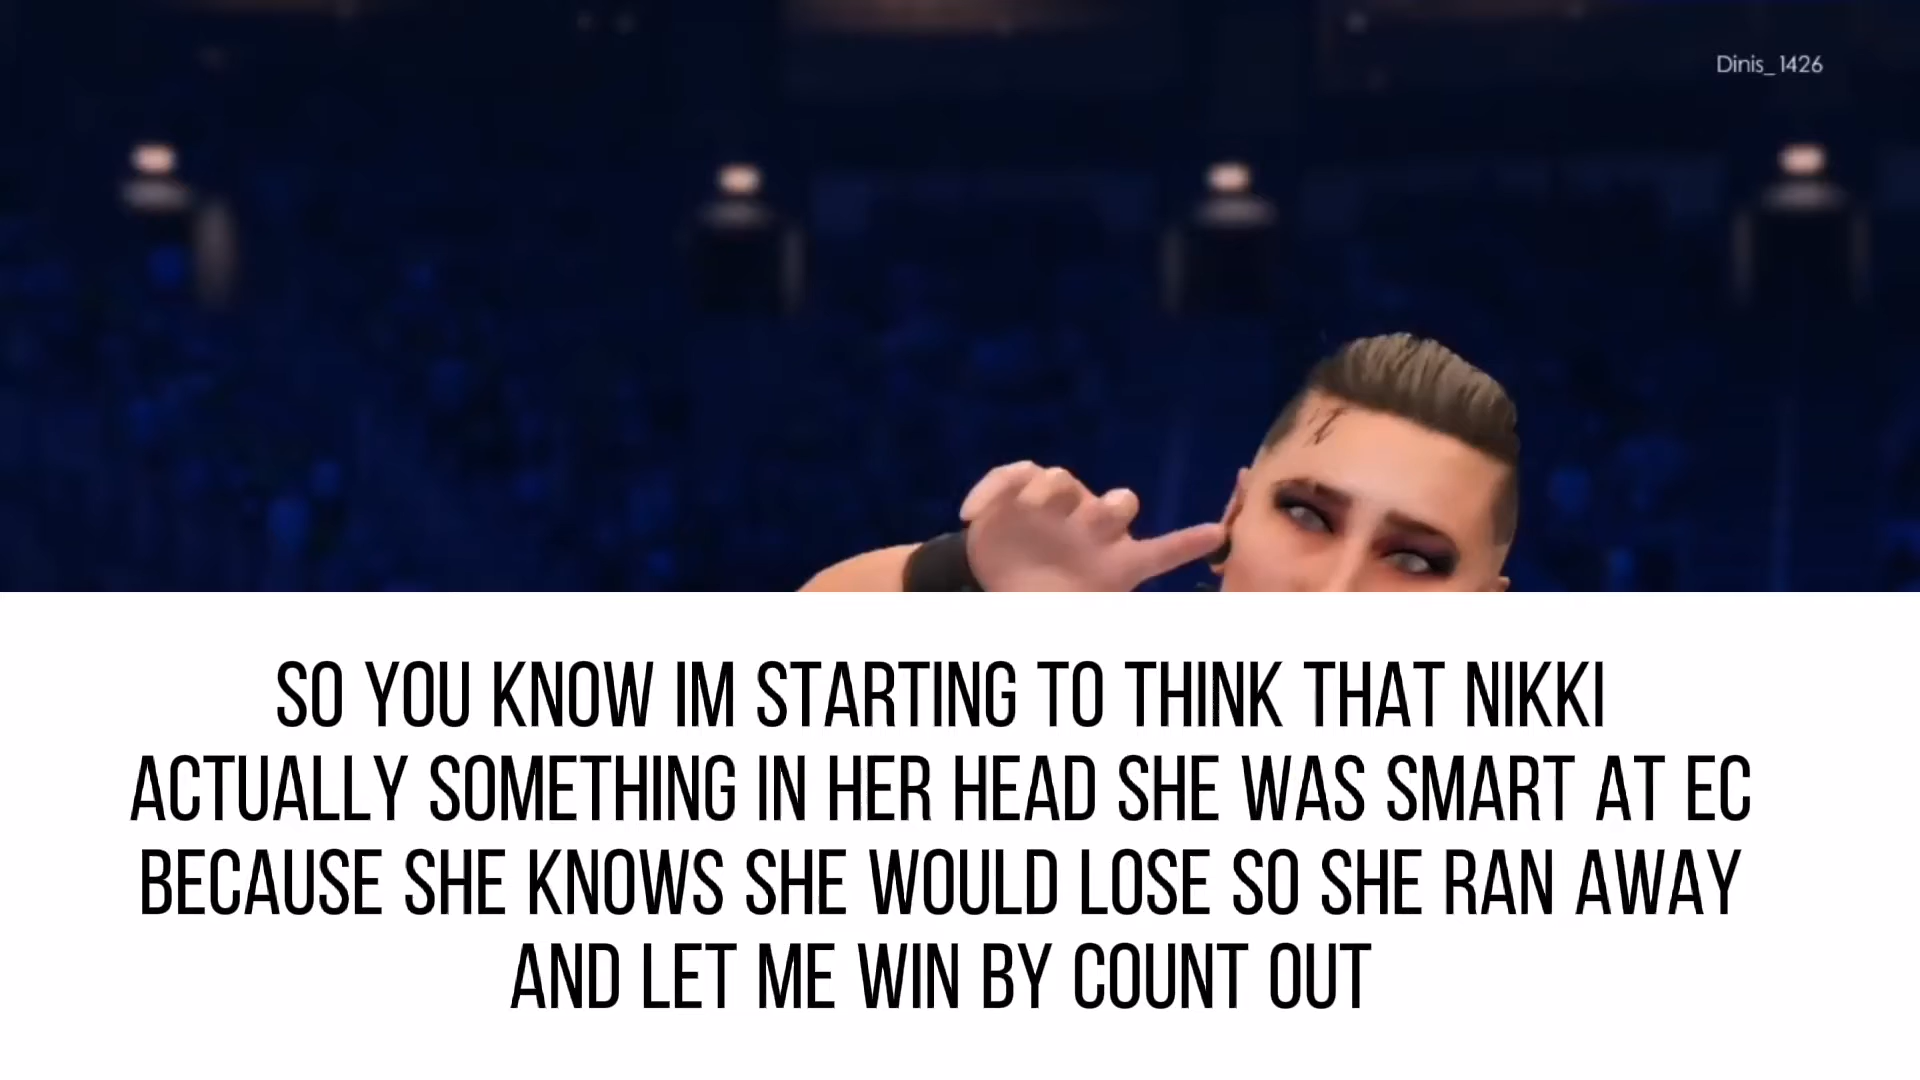 Dinis_1426
SO YOU KNOW IM STARTING TO THINK THAT NIKKI
ACTUALLY SOMETHING IN HER HEAD SHE WAS SMART AT EC
BECAUSE SHE KNOWS SHE WOULD LOSE SO SHE RAN AWAY
AND LET ME WIN BY COUNT OUT